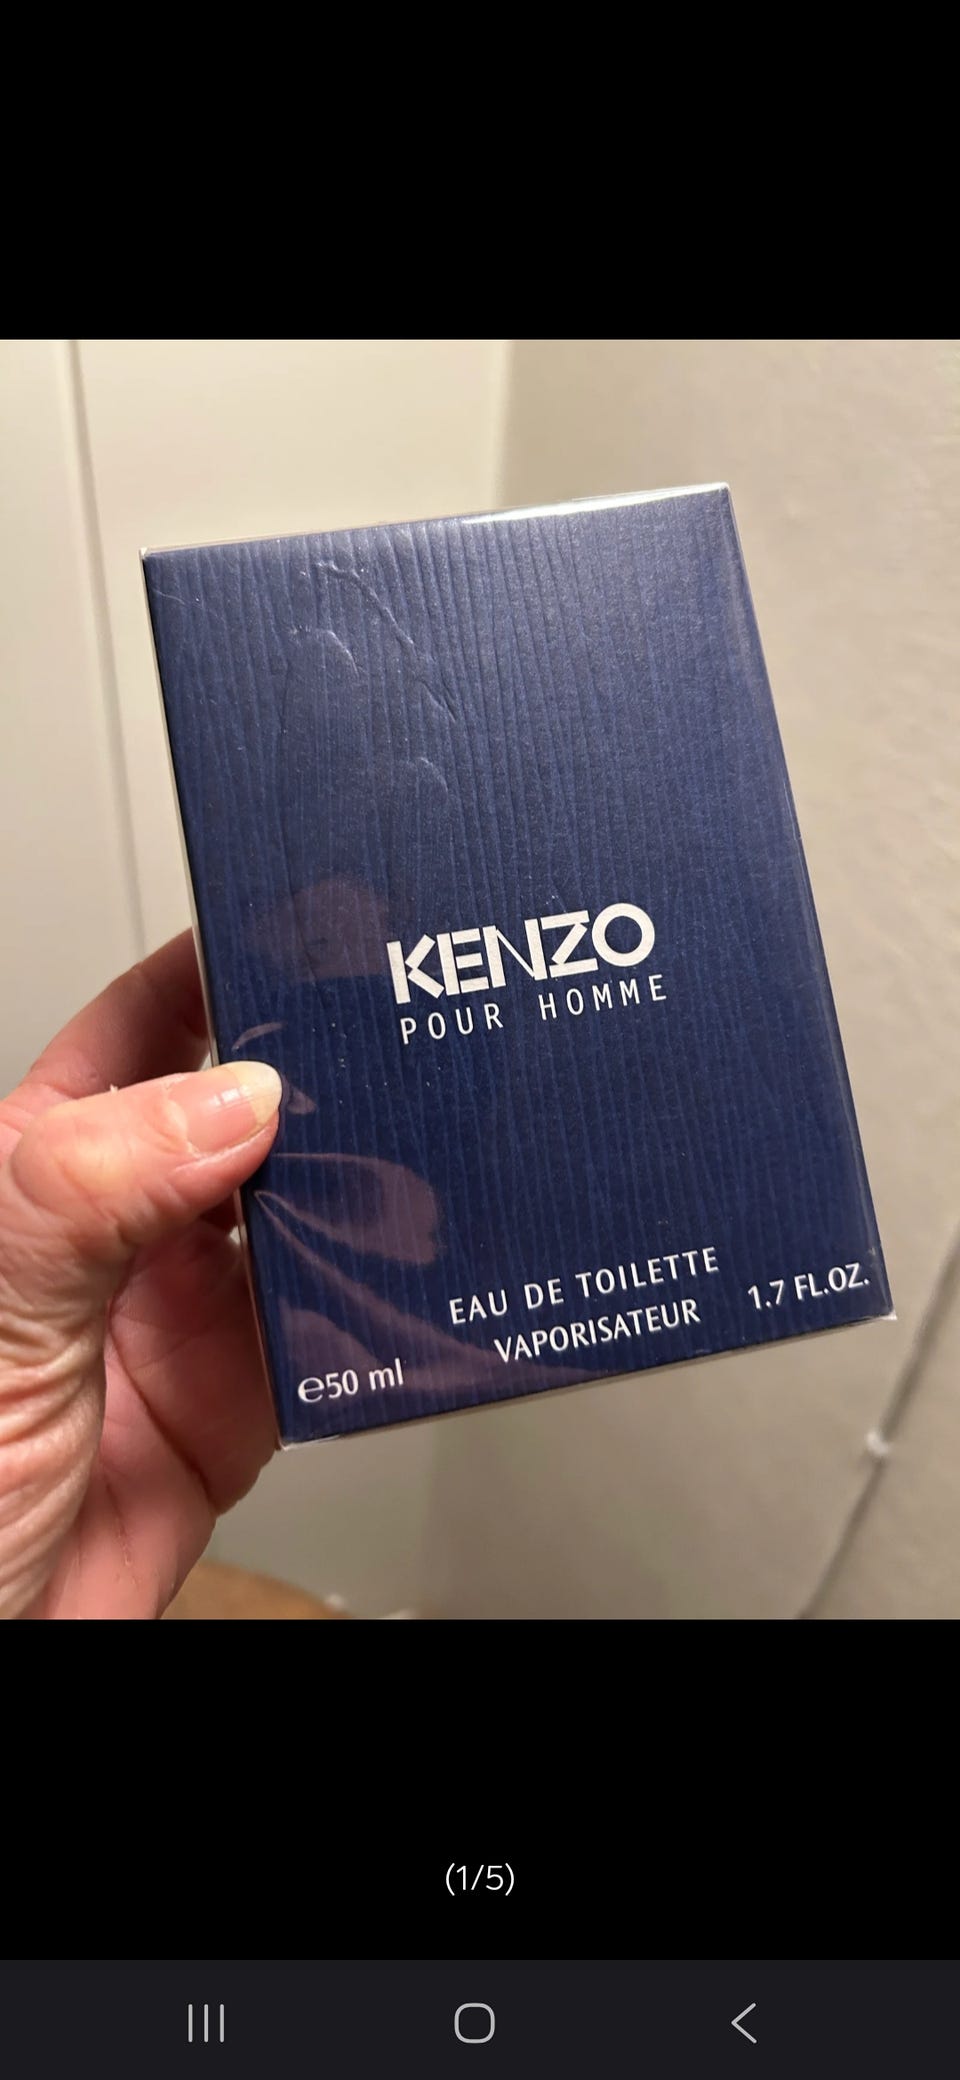 KENZO
POUR HOMME
EAU DE TOILETTE
VAPORISATEUR
1.7 FL.OZ.
℮50 ml
(1/5)